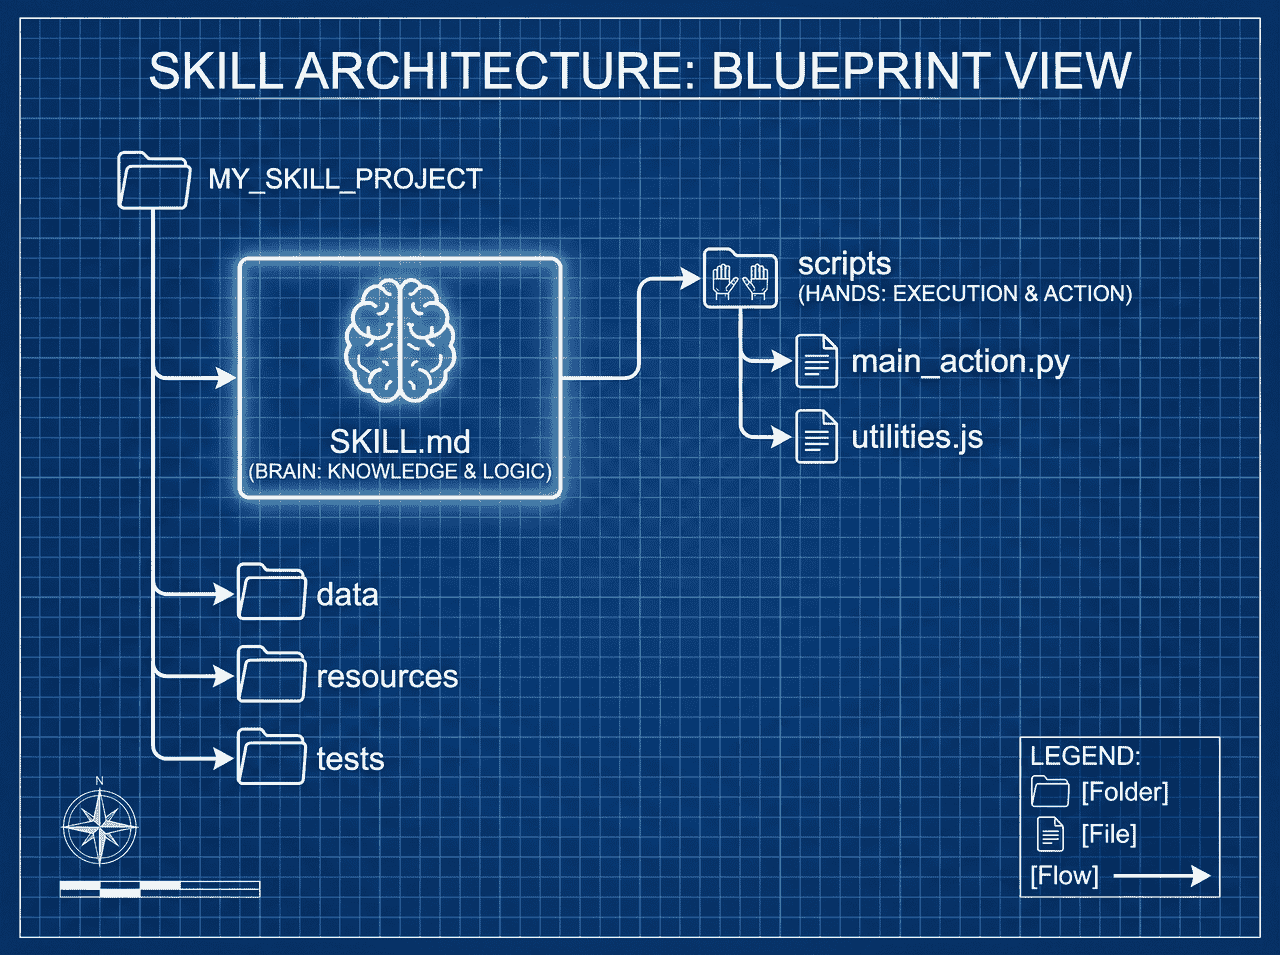 SKILL ARCHITECTURE: BLUEPRINT VIEW
MY_SKILL_PROJECT
SKILL.md
(BRAIN: KNOWLEDGE & LOGIC)
scripts
(HANDS: EXECUTION & ACTION)
main_action.py
utilities.js
data
resources
tests
N
LEGEND:
[Folder]
[File]
[Flow]